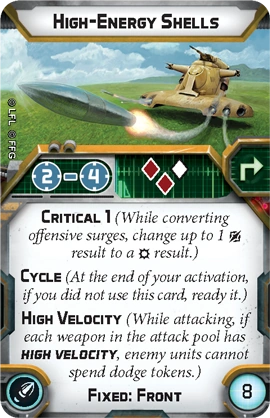 High-Energy Shells
© LFL © FFG
2 – 4
Critical 1 (While converting
offensive surges, change up to 1
result to a result.)
Cycle (At the end of your activation,
if you did not use this card, ready it.)
High Velocity (While attacking, if
each weapon in the attack pool has
HIGH VELOCITY, enemy units cannot
spend dodge tokens.)
Fixed: Front
8